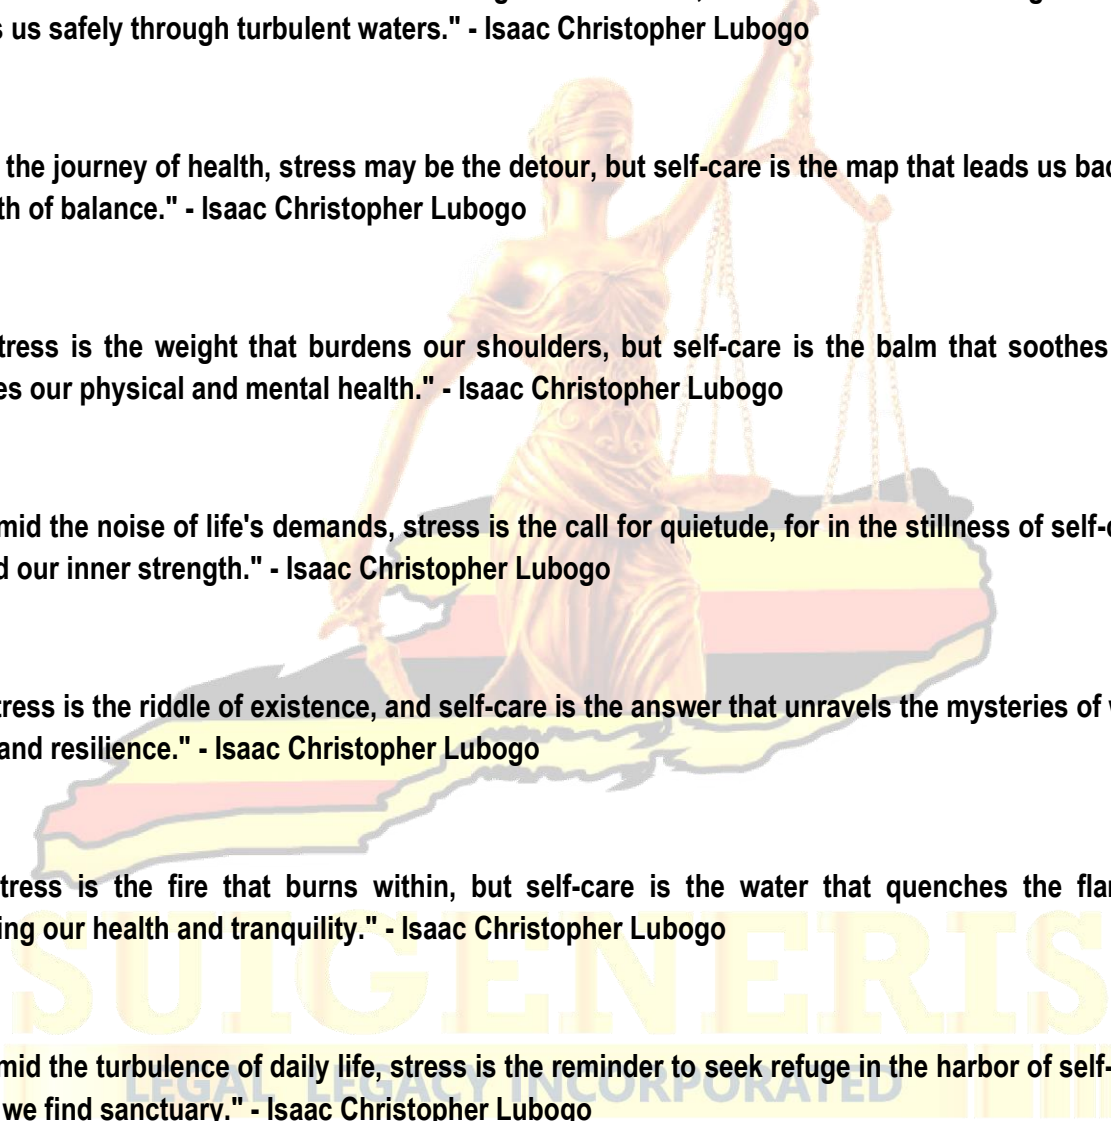 us safely through turbulent waters." - Isaac Christopher Lubogo
the journey of health, stress may be the detour, but self-care is the map that leads us
of balance." - Isaac Christopher Lubogo
tress is the weight that burdens our shoulders, but self-care is the balm that soothes
es our physical and mental health." - Isaac Christopher Lubogo
mid the noise of life's demands, stress is the call for quietude, for in the stillness of self-
d our inner strength." - Isaac Christopher Lubogo
tress is the riddle of existence, and self-care is the answer that unravels the mysteries of
and resilience." - Isaac Christopher Lubogo
tress is the fire that burns within, but self-care is the water that quenches the
ing our health and tranquility." - Isaac Christopher Lubogo
SUIGENERIS
mid the turbulence of daily life, stress is the reminder to seek refuge in the harbor of self-
LEGAL LEGACY INCORPORATED
we find sanctuary." - Isaac Christopher Lubogo